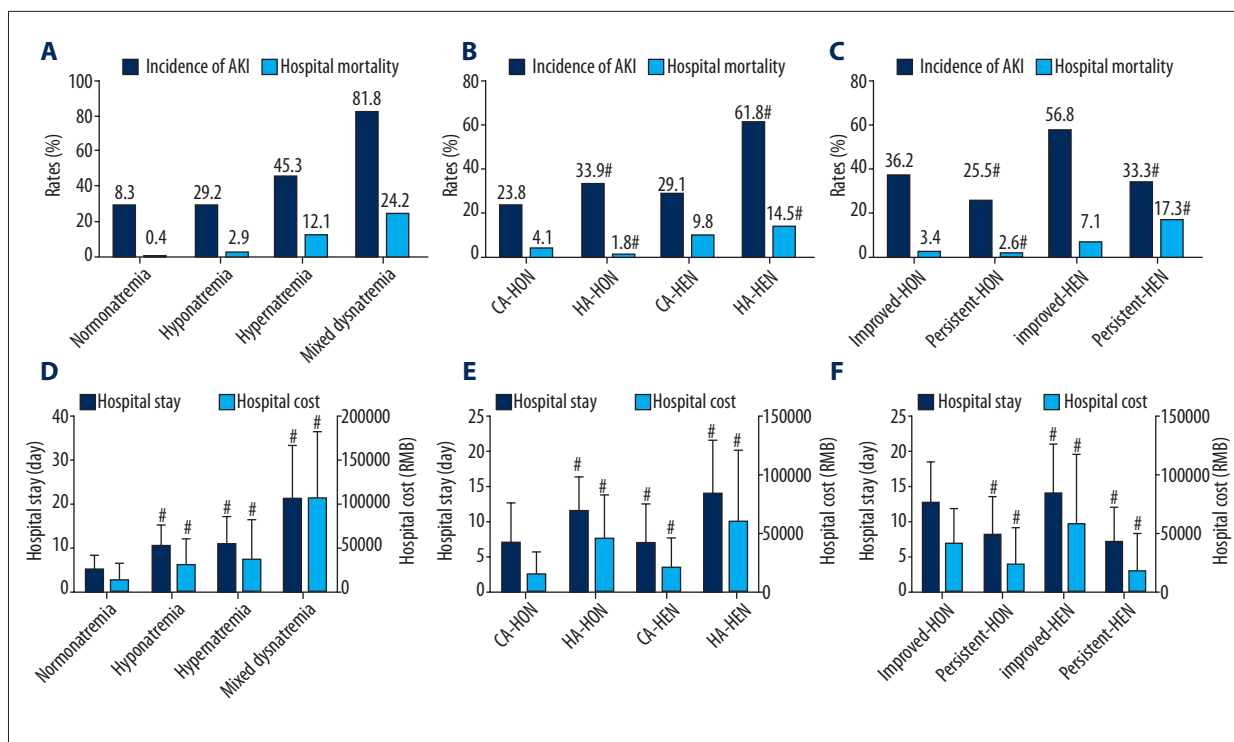 A
Incidence of AKI Hospital mortality
Rates (%)
100
80
60
40
20
0
8.3
0.4
29.2
2.9
45.3
12.1
81.8
24.2
Normonatremia
Hyponatremia
Hypernatremia
Mixed dysnatremia
B
Incidence of AKI Hospital mortality
Rates (%)
80
60
40
20
0
23.8
4.1
33.9#
1.8#
29.1
9.8
61.8#
14.5#
CA-HON
HA-HON
CA-HEN
HA-HEN
C
Incidence of AKI Hospital mortality
Rates (%)
80
60
40
20
0
36.2
3.4
25.5#
2.6#
56.8
7.1
33.3#
17.3#
Improved-HON
Persistent-HON
improved-HEN
Persistent-HEN
D
Hospital stay Hospital cost
Hospital stay (day)
40
30
20
10
0
# # # # # #
200000
150000
100000
50000
0
Hospital cost (RMB)
Normonatremia
Hyponatremia
Hypernatremia
Mixed dysnatremia
E
Hospital stay Hospital cost
Hospital stay (day)
25
20
15
10
5
0
# # # # # #
150000
100000
50000
0
Hospital cost (RMB)
CA-HON
HA-HON
CA-HEN
HA-HEN
F
Hospital stay Hospital cost
Hospital stay (day)
25
20
15
10
5
0
# # # # # #
150000
100000
50000
0
Hospital cost (RMB)
Improved-HON
Persistent-HON
improved-HEN
Persistent-HEN